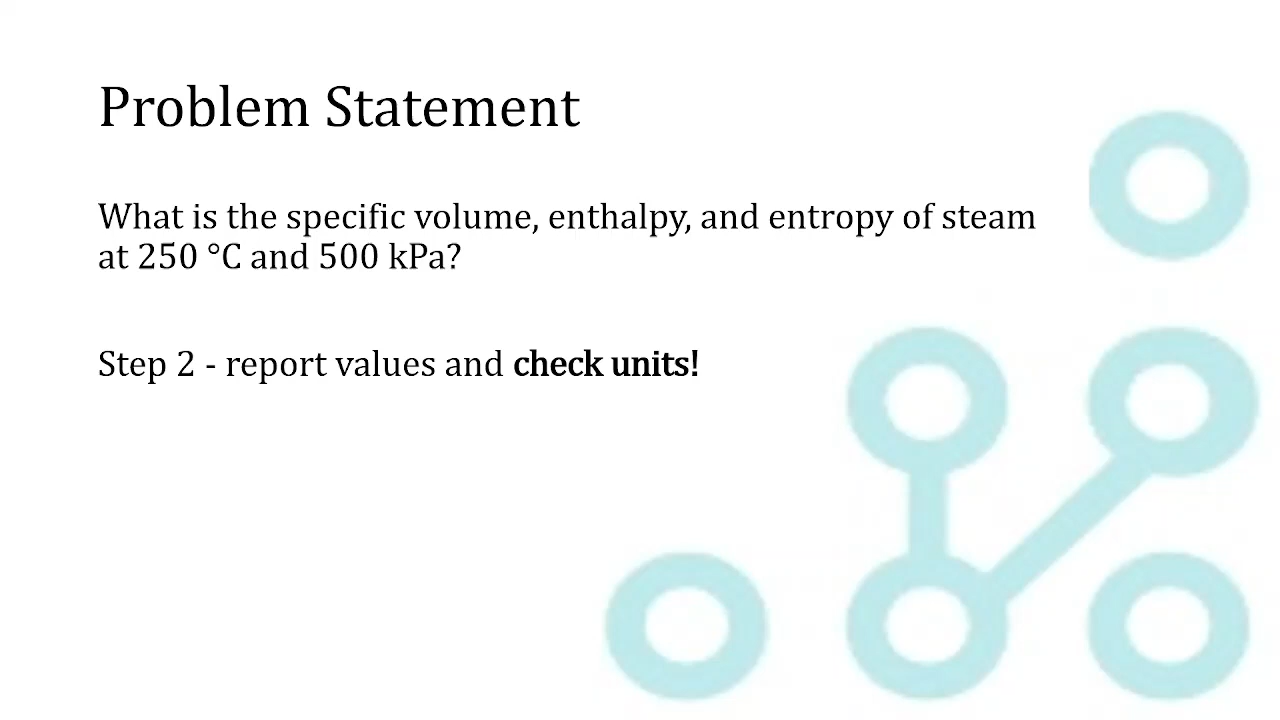 Problem Statement
What is the specific volume, enthalpy, and entropy of steam
at 250 °C and 500 kPa?
Step 2 - report values and check units!